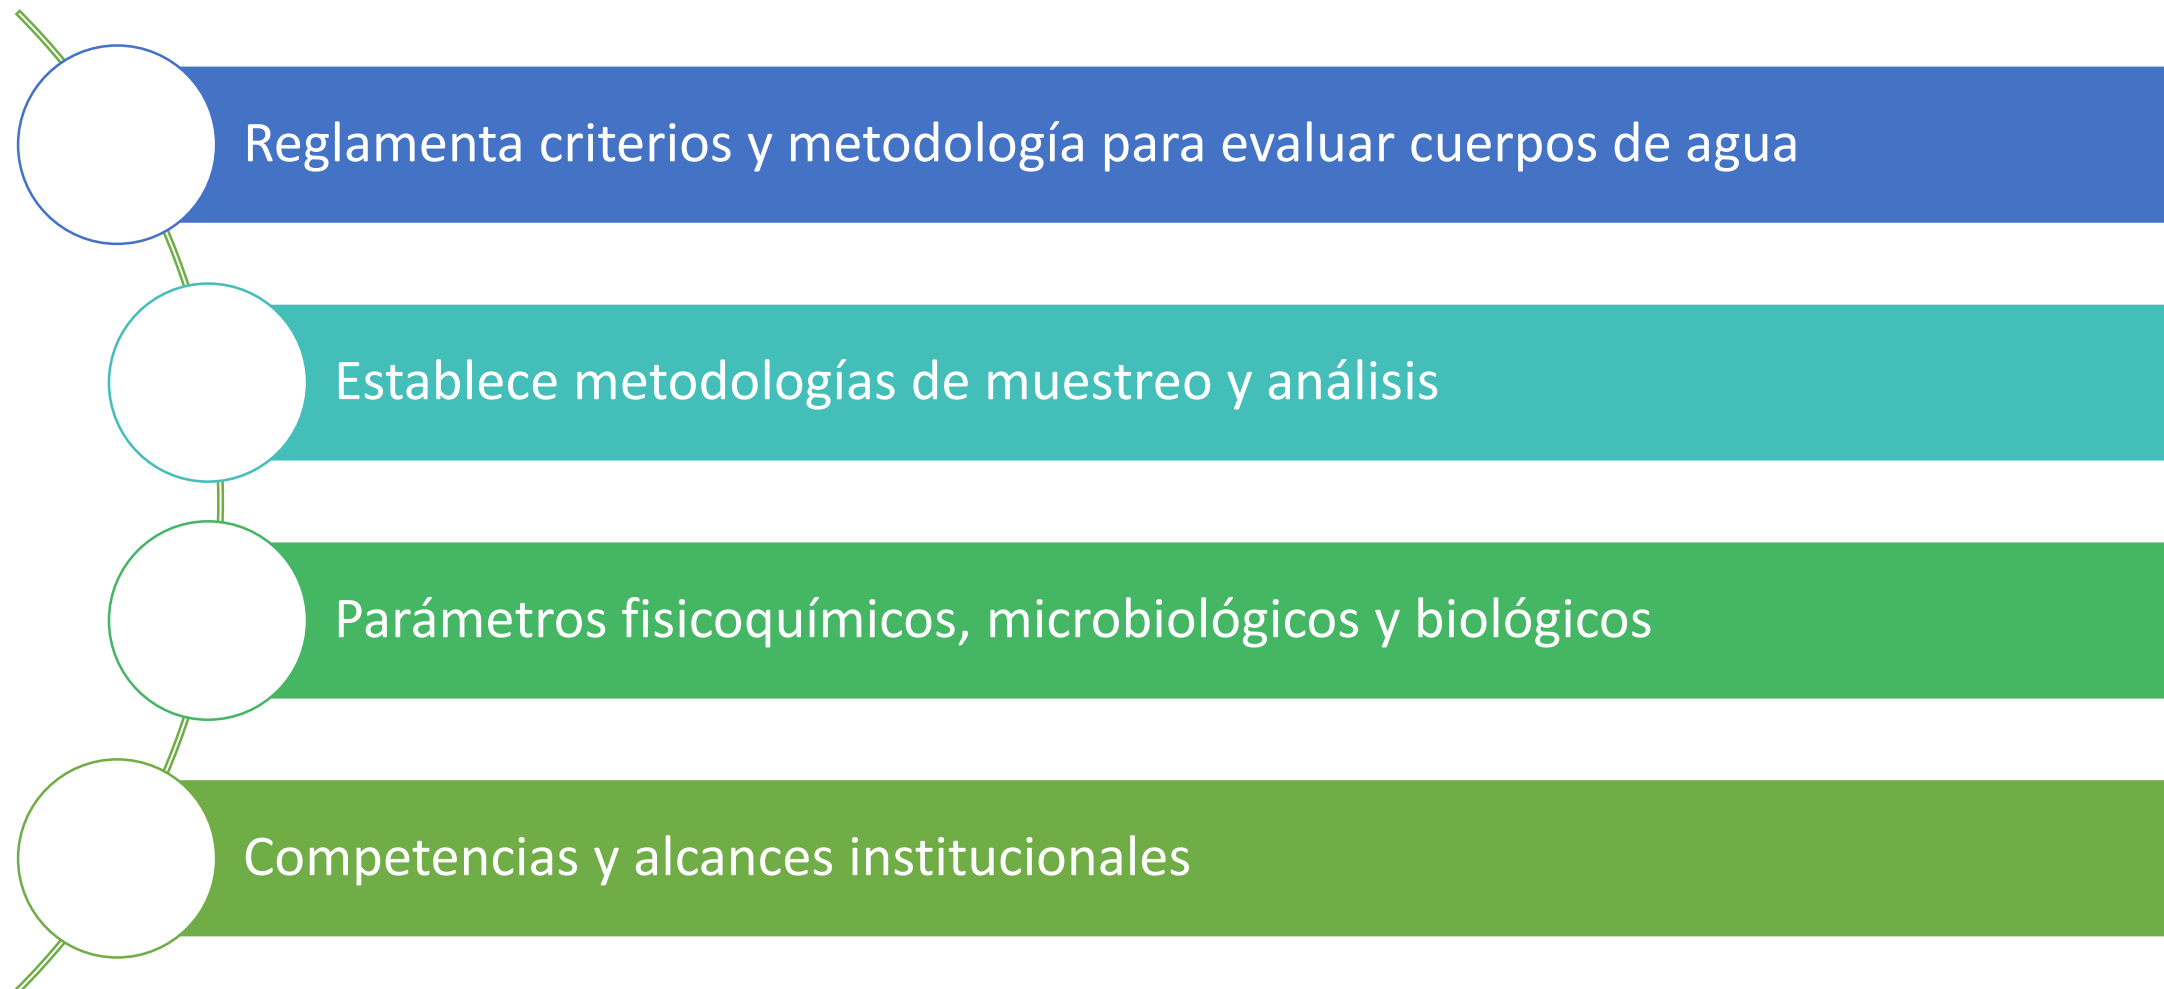 Reglamenta criterios y metodología para evaluar cuerpos de agua
Establece metodologías de muestreo y análisis
Parámetros fisicoquímicos, microbiológicos y biológicos
Competencias y alcances institucionales